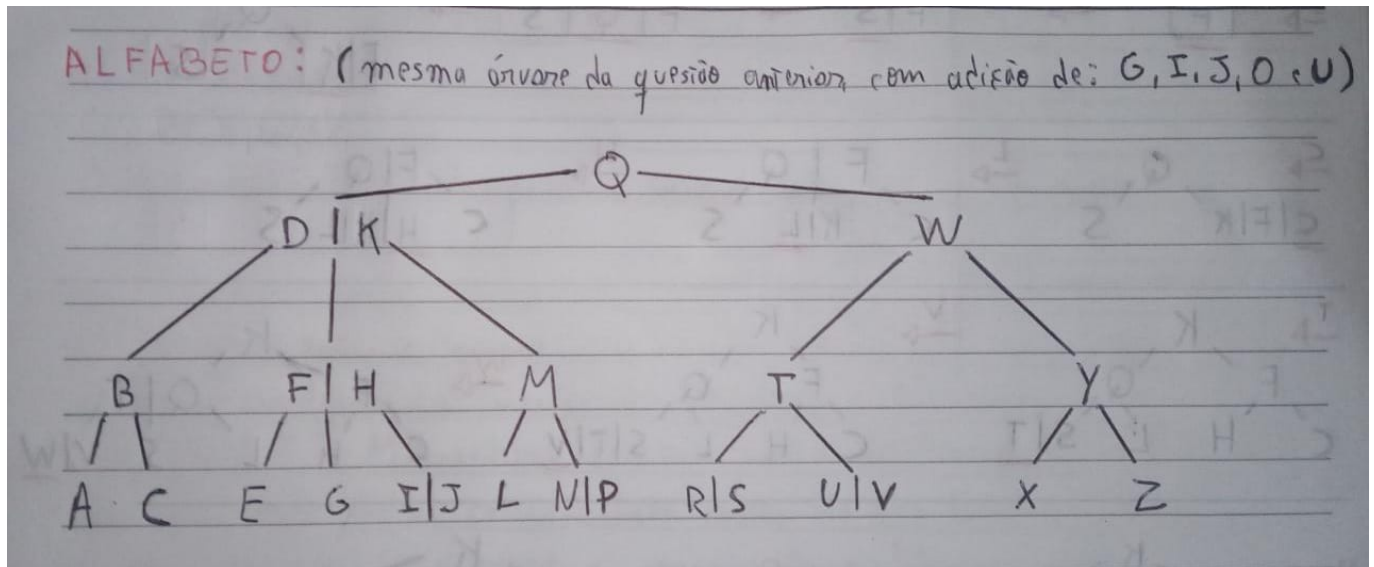 ALFABETO: (mesma árvore da questão anterior, com adição de: G, I, J, O e U)
Q
D | K W
B F | H M T Y
A C E G I|J L N|P R|S U|V X Z